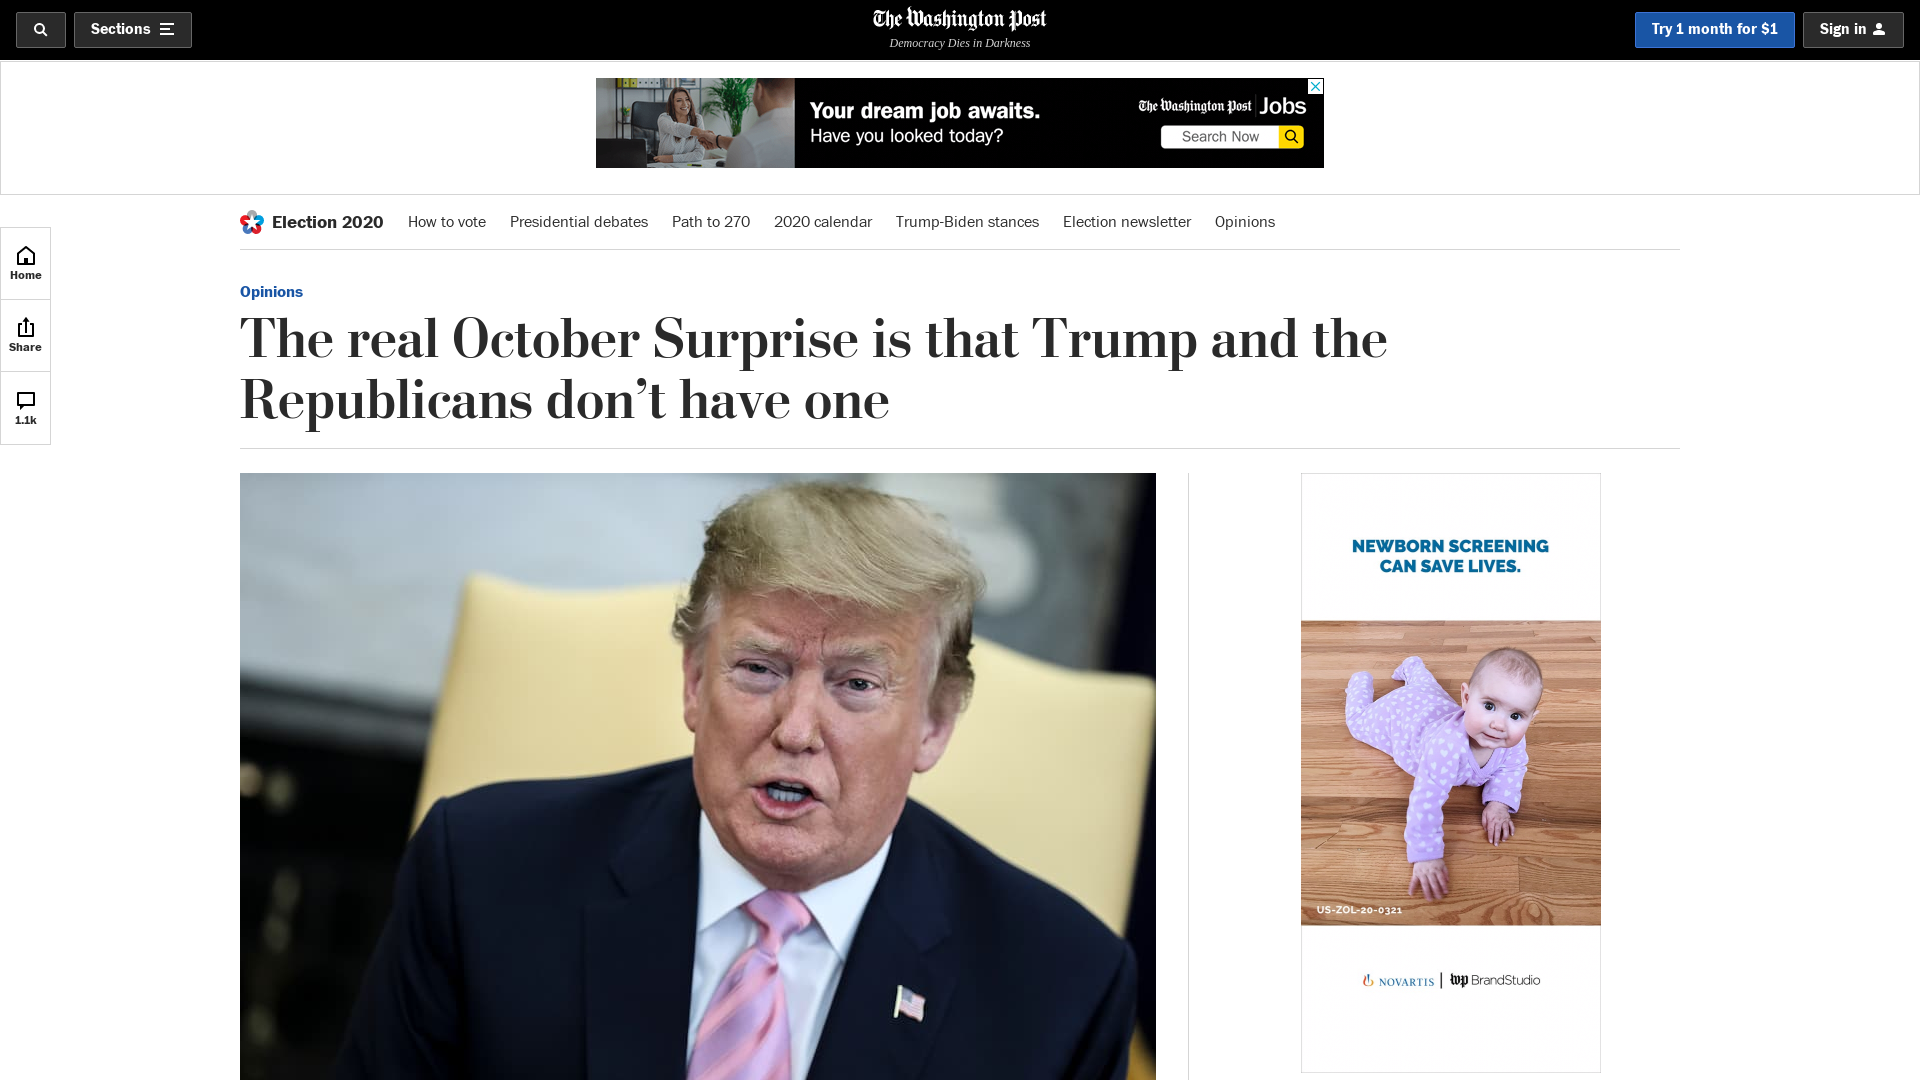 Sections
The Washington Post
Democracy Dies in Darkness
Try 1 month for $1
Sign in
Your dream job awaits.
Have you looked today?
The Washington Post Jobs
Search Now
Election 2020
How to vote
Presidential debates
Path to 270
2020 calendar
Trump-Biden stances
Election newsletter
Opinions
Home
Share
1.1k
Opinions
The real October Surprise is that Trump and the
Republicans don’t have one
NEWBORN SCREENING
CAN SAVE LIVES.
US-ZOL-20-0321
NOVARTIS | wp BrandStudio